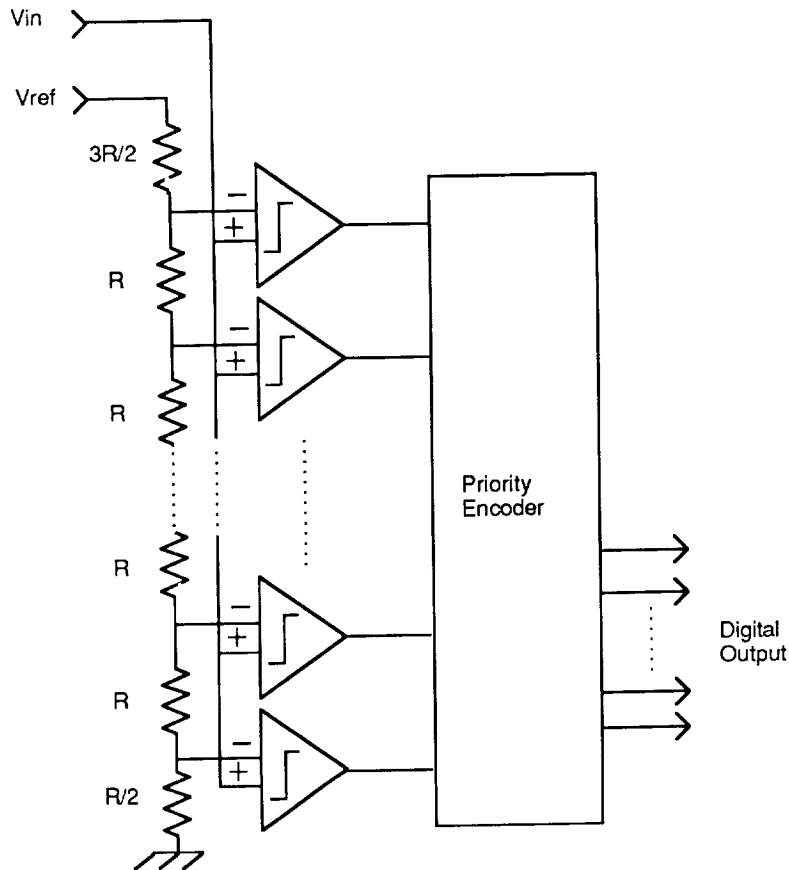 Vin
Vref
3R/2
−
+
R
−
+
R
Priority
Encoder
R
−
+
Digital
Output
R
−
+
R/2